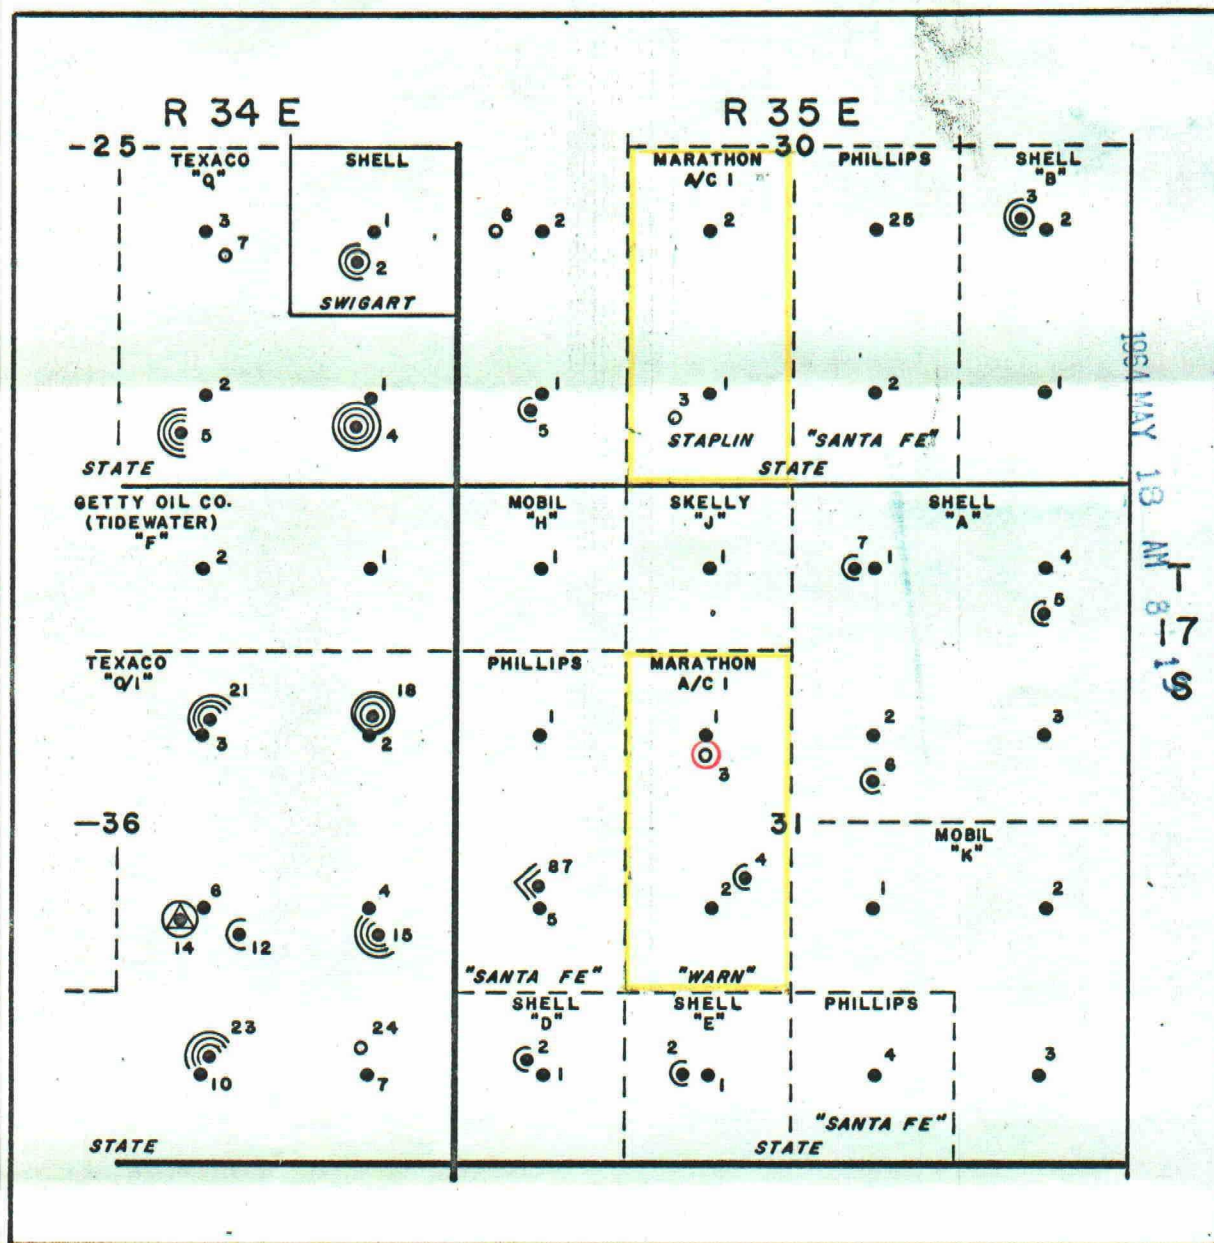 R 34 E
R 35 E
-25
30
TEXACO
"Q"
SHELL
MARATHON
A/C 1
PHILLIPS
SHELL
"B"
3
7
1
2
6
2
2
25
3
2
SWIGART
2
5
1
4
1
5
1
3
2
1
STAPLIN
"SANTA FE"
STATE
STATE
1984 MAY 18 AM 8
GETTY OIL CO.
(TIDEWATER)
"F"
MOBIL
"H"
SKELLY
"J"
SHELL
"A"
2
1
1
1
7
1
4
5
T
17
S
TEXACO
"Q/1"
PHILLIPS
MARATHON
A/C 1
21
3
18
2
1
1
3
2
6
3
-36
31
MOBIL
"K"
6
14
12
4
15
87
5
4
2
1
2
"SANTA FE"
"WARN"
SHELL
"D"
SHELL
"E"
PHILLIPS
23
10
24
7
2
1
2
1
4
3
"SANTA FE"
STATE
STATE